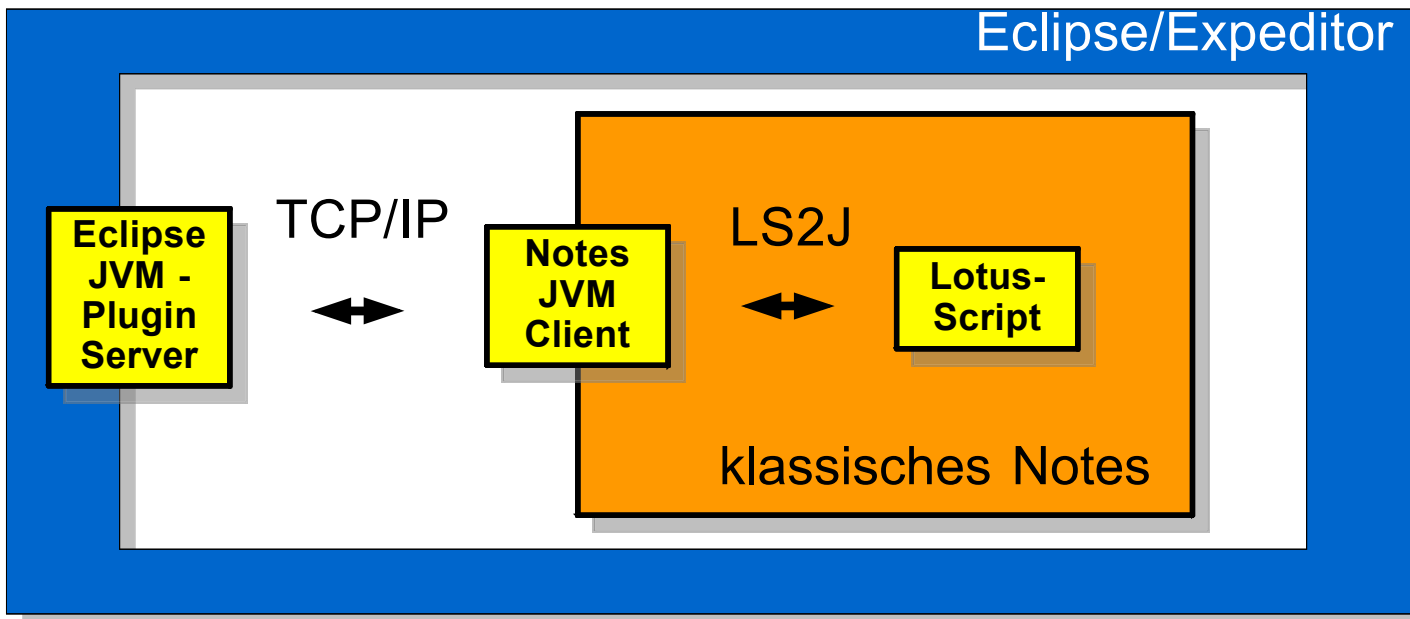 Eclipse/Expeditor
TCP/IP
LS2J
Eclipse
JVM -
Plugin
Server
Notes
JVM
Client
Lotus-
Script
klassisches Notes